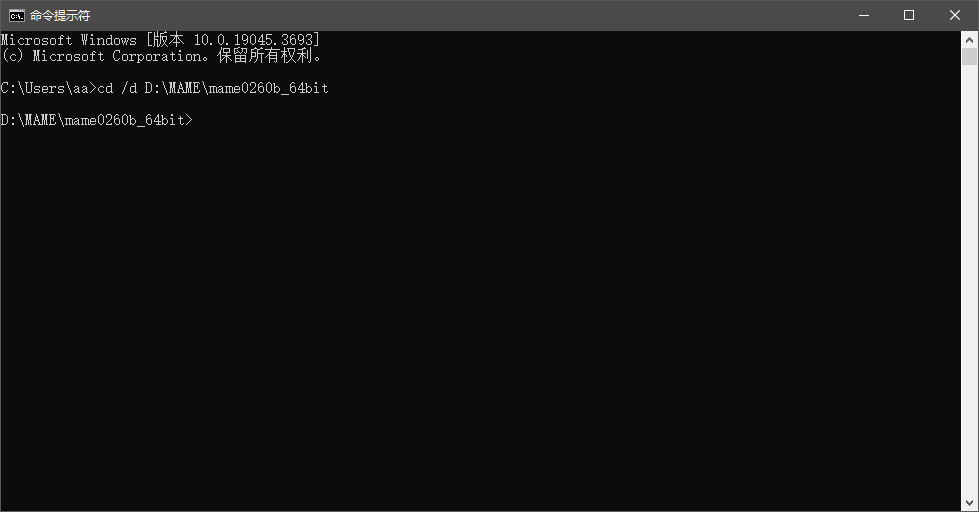 命令提示符
Microsoft Windows [版本 10.0.19045.3693]
(c) Microsoft Corporation。保留所有权利。
C:\Users\aa>cd /d D:\MAME\mame0260b_64bit
D:\MAME\mame0260b_64bit>